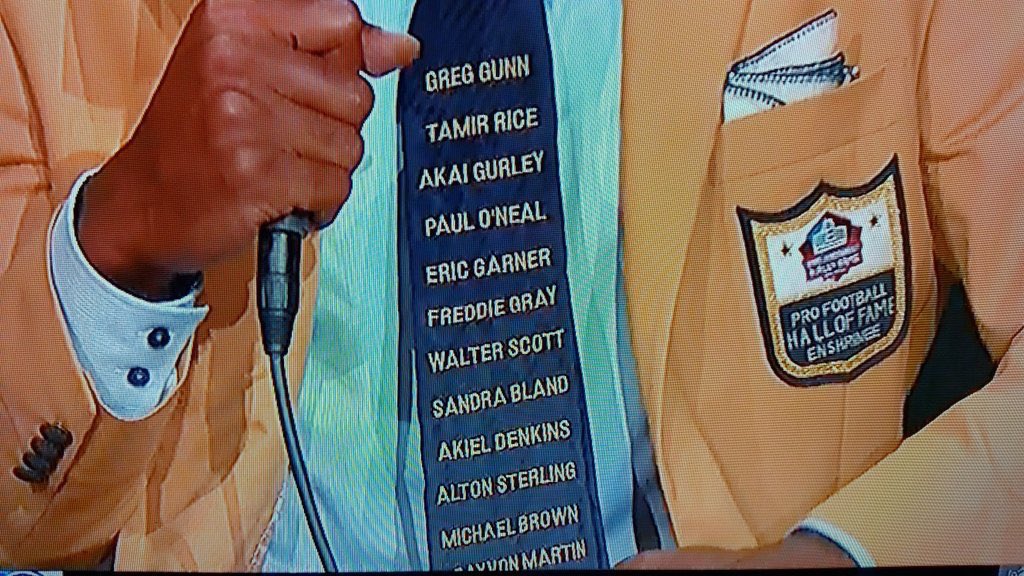 GREG GUNN
TAMIR RICE
AKAI GURLEY
PAUL O'NEAL
ERIC GARNER
FREDDIE GRAY
WALTER SCOTT
SANDRA BLAND
AKIEL DENKINS
ALTON STERLING
MICHAEL BROWN
MARTIN
PRO FOOTBALL
HALL OF FAME
ENSHRINEE